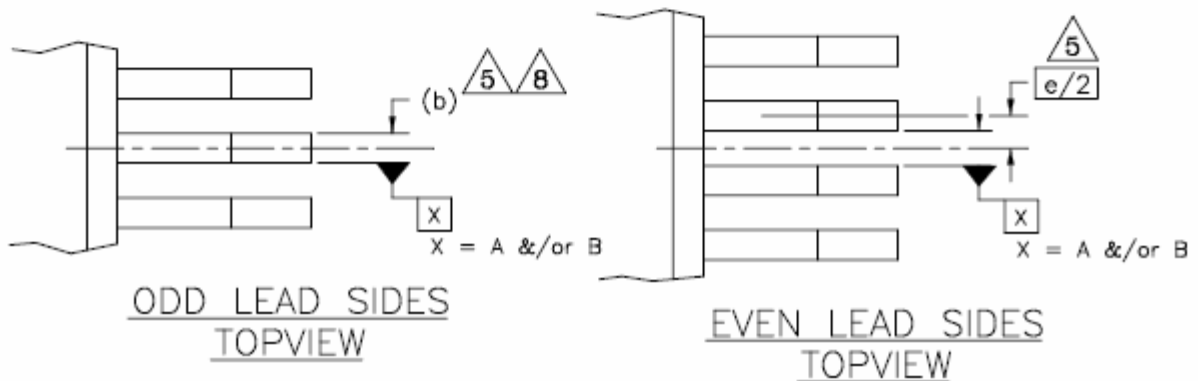 (b) 5 8
X
X = A &/or B
ODD LEAD SIDES
TOPVIEW
5
e/2
X
X = A &/or B
EVEN LEAD SIDES
TOPVIEW